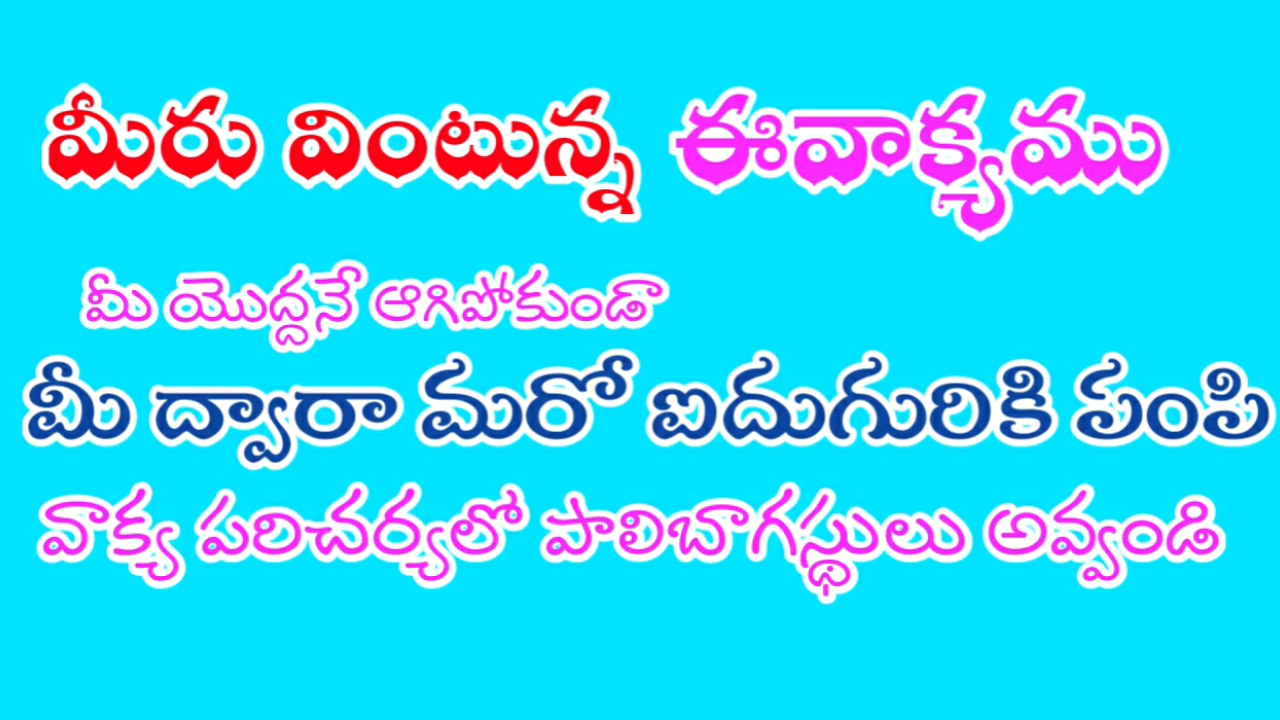 మీరు వింటున్న ఈవాక్యము
మీ యొద్దనే ఆగిపోకుండా
మీ ద్వారా మరో ఐదుగురికి పంపి
వాక్య పరిచర్యలో పాలిబాగస్థులు అవ్వండి